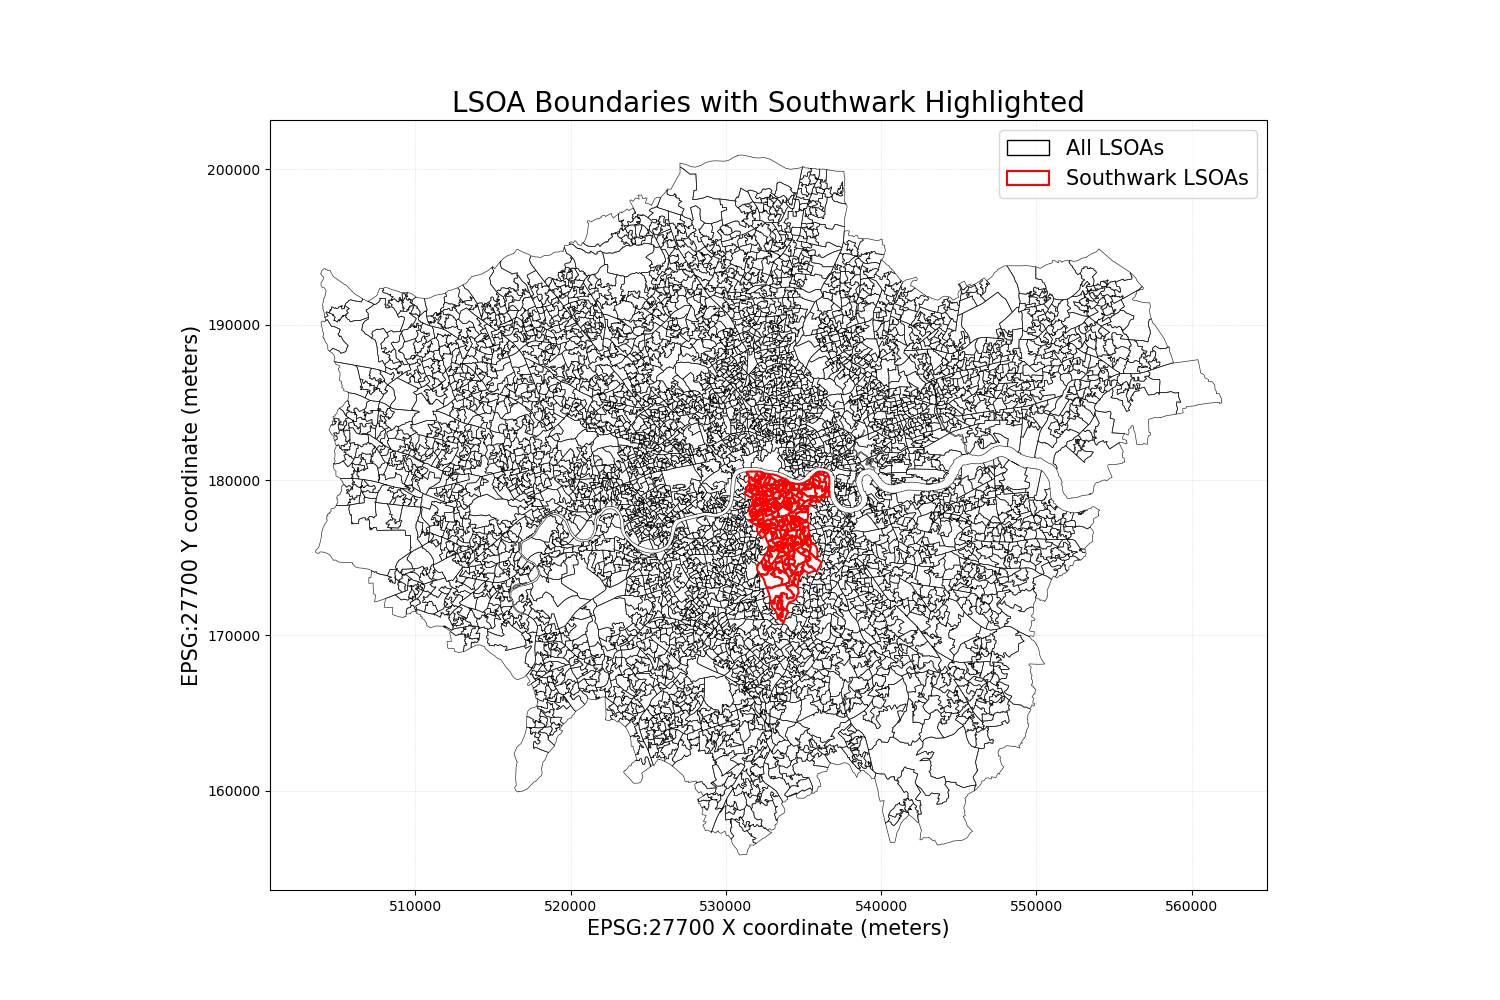 LSOA Boundaries with Southwark Highlighted
All LSOAs
Southwark LSOAs
EPSG:27700 Y coordinate (meters)
200000
190000
180000
170000
160000
510000
520000
530000
540000
550000
560000
EPSG:27700 X coordinate (meters)